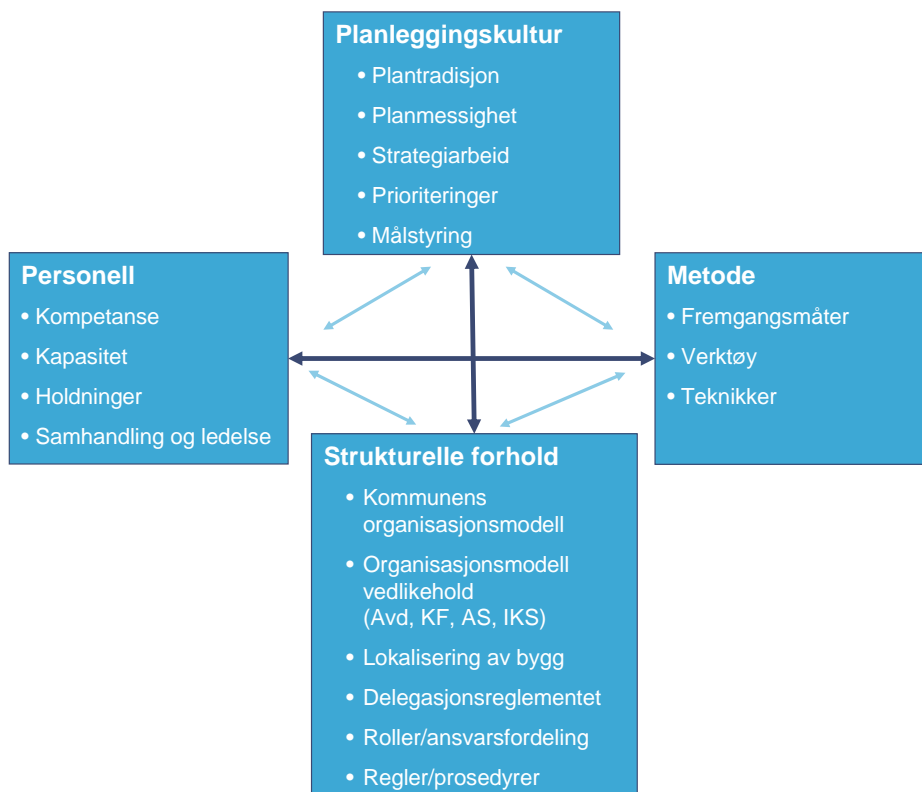 Planleggingskultur
• Plantradisjon
• Planmessighet
• Strategiarbeid
• Prioriteringer
• Målstyring
Personell
• Kompetanse
• Kapasitet
• Holdninger
• Samhandling og ledelse
Metode
• Fremgangsmåter
• Verktøy
• Teknikker
Strukturelle forhold
• Kommunens
organisasjonsmodell
• Organisasjonsmodell
vedlikehold
(Avd, KF, AS, IKS)
• Lokalisering av bygg
• Delegasjonsreglementet
• Roller/ansvarsfordeling
• Regler/prosedyrer